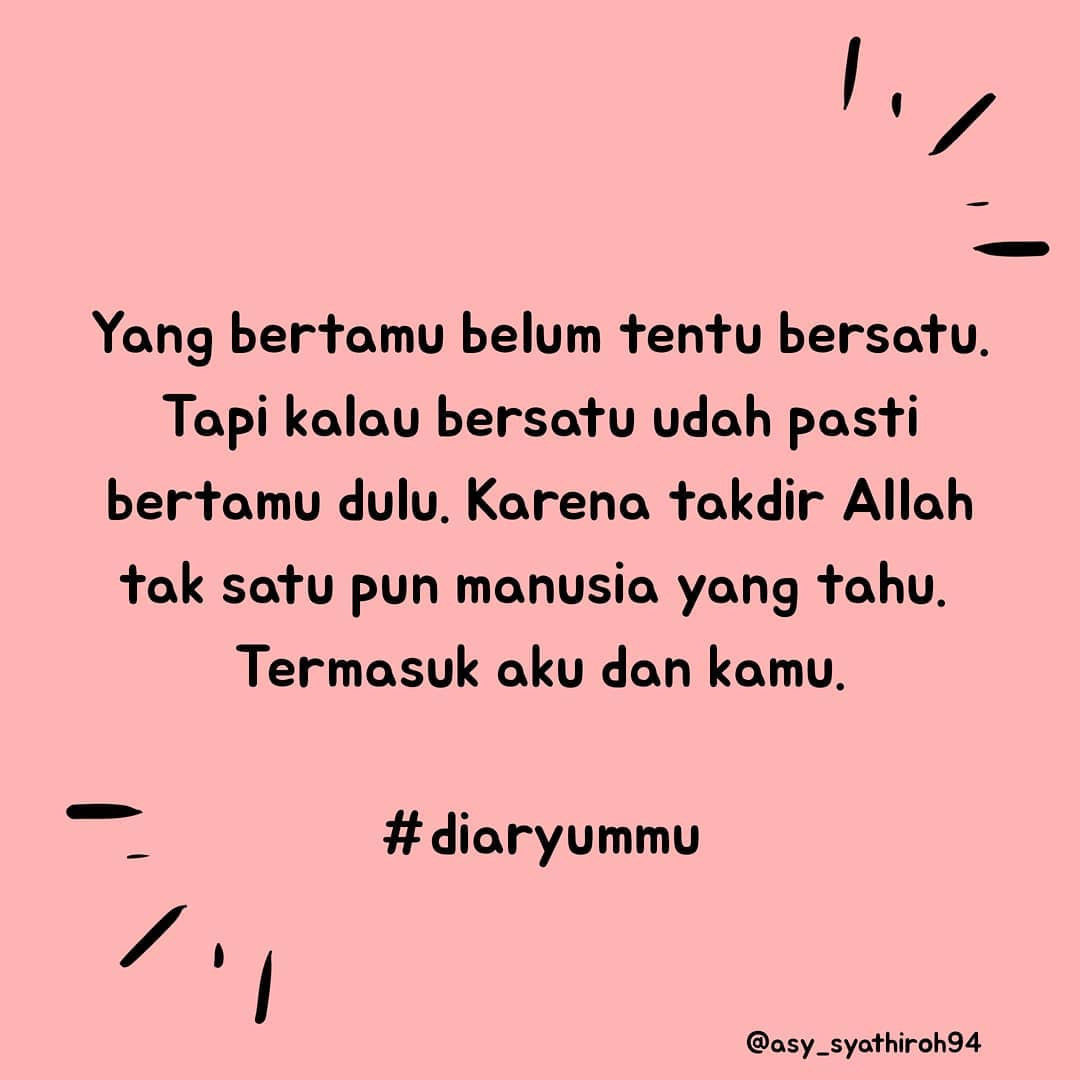 Yang bertamu belum tentu bersatu.
Tapi kalau bersatu udah pasti
bertamu dulu. Karena takdir Allah
tak satu pun manusia yang tahu.
Termasuk aku dan kamu.
#diaryummu
@asy_syathiroh94